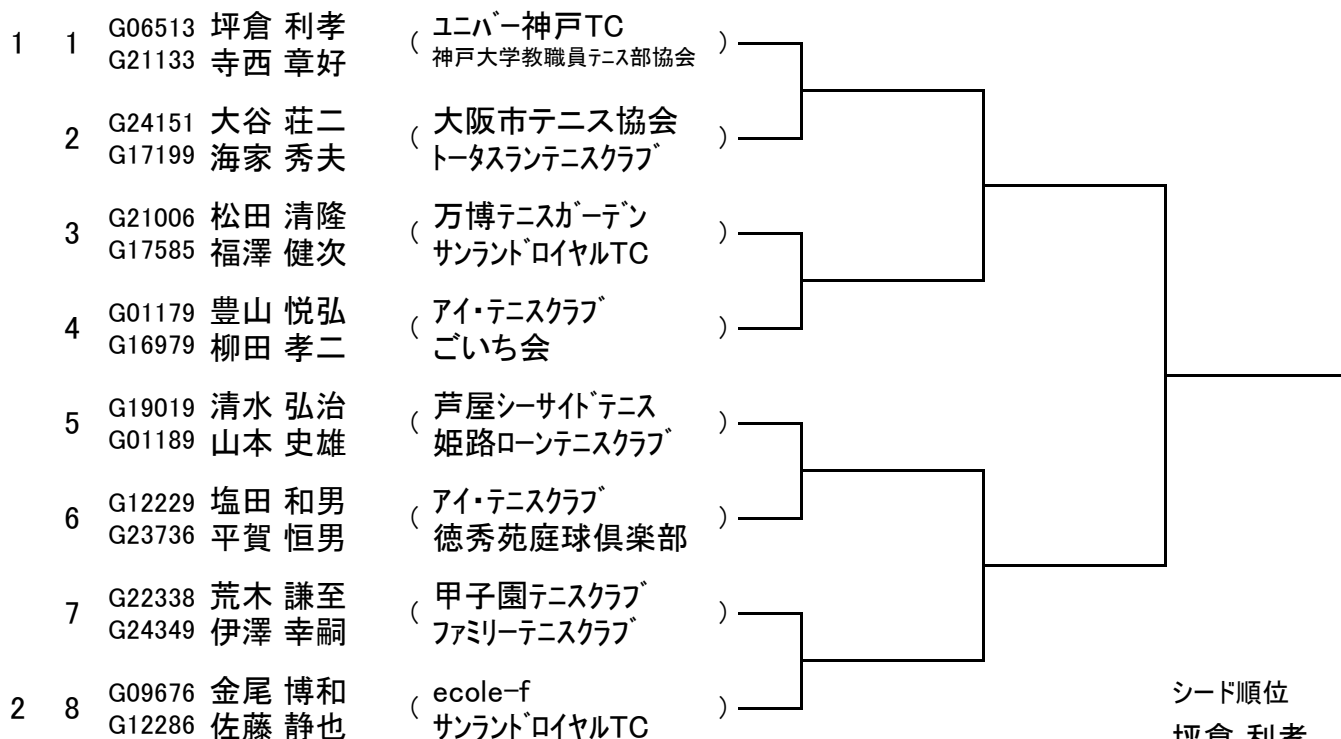 1 1 G06513 坪倉 利孝 ( ユニバー神戸TC )
G21133 寺西 章好 神戸大学教職員テニス部協会
2 G24151 大谷 荘二 ( 大阪市テニス協会 )
G17199 海家 秀夫 トータスランテニスクラブ
3 G21006 松田 清隆 ( 万博テニスガーデン )
G17585 福澤 健次 サンランドロイヤルTC
4 G01179 豊山 悦弘 ( アイ・テニスクラブ )
G16979 柳田 孝二 ごいち会
5 G19019 清水 弘治 ( 芦屋シーサイドテニス )
G01189 山本 史雄 姫路ローンテニスクラブ
6 G12229 塩田 和男 ( アイ・テニスクラブ )
G23736 平賀 恒男 徳秀苑庭球倶楽部
7 G22338 荒木 謙至 ( 甲子園テニスクラブ )
G24349 伊澤 幸嗣 ファミリーテニスクラブ
2 8 G09676 金尾 博和 ( ecole-f )
G12286 佐藤 静也 サンランドロイヤルTC
シード順位
坪倉 利孝